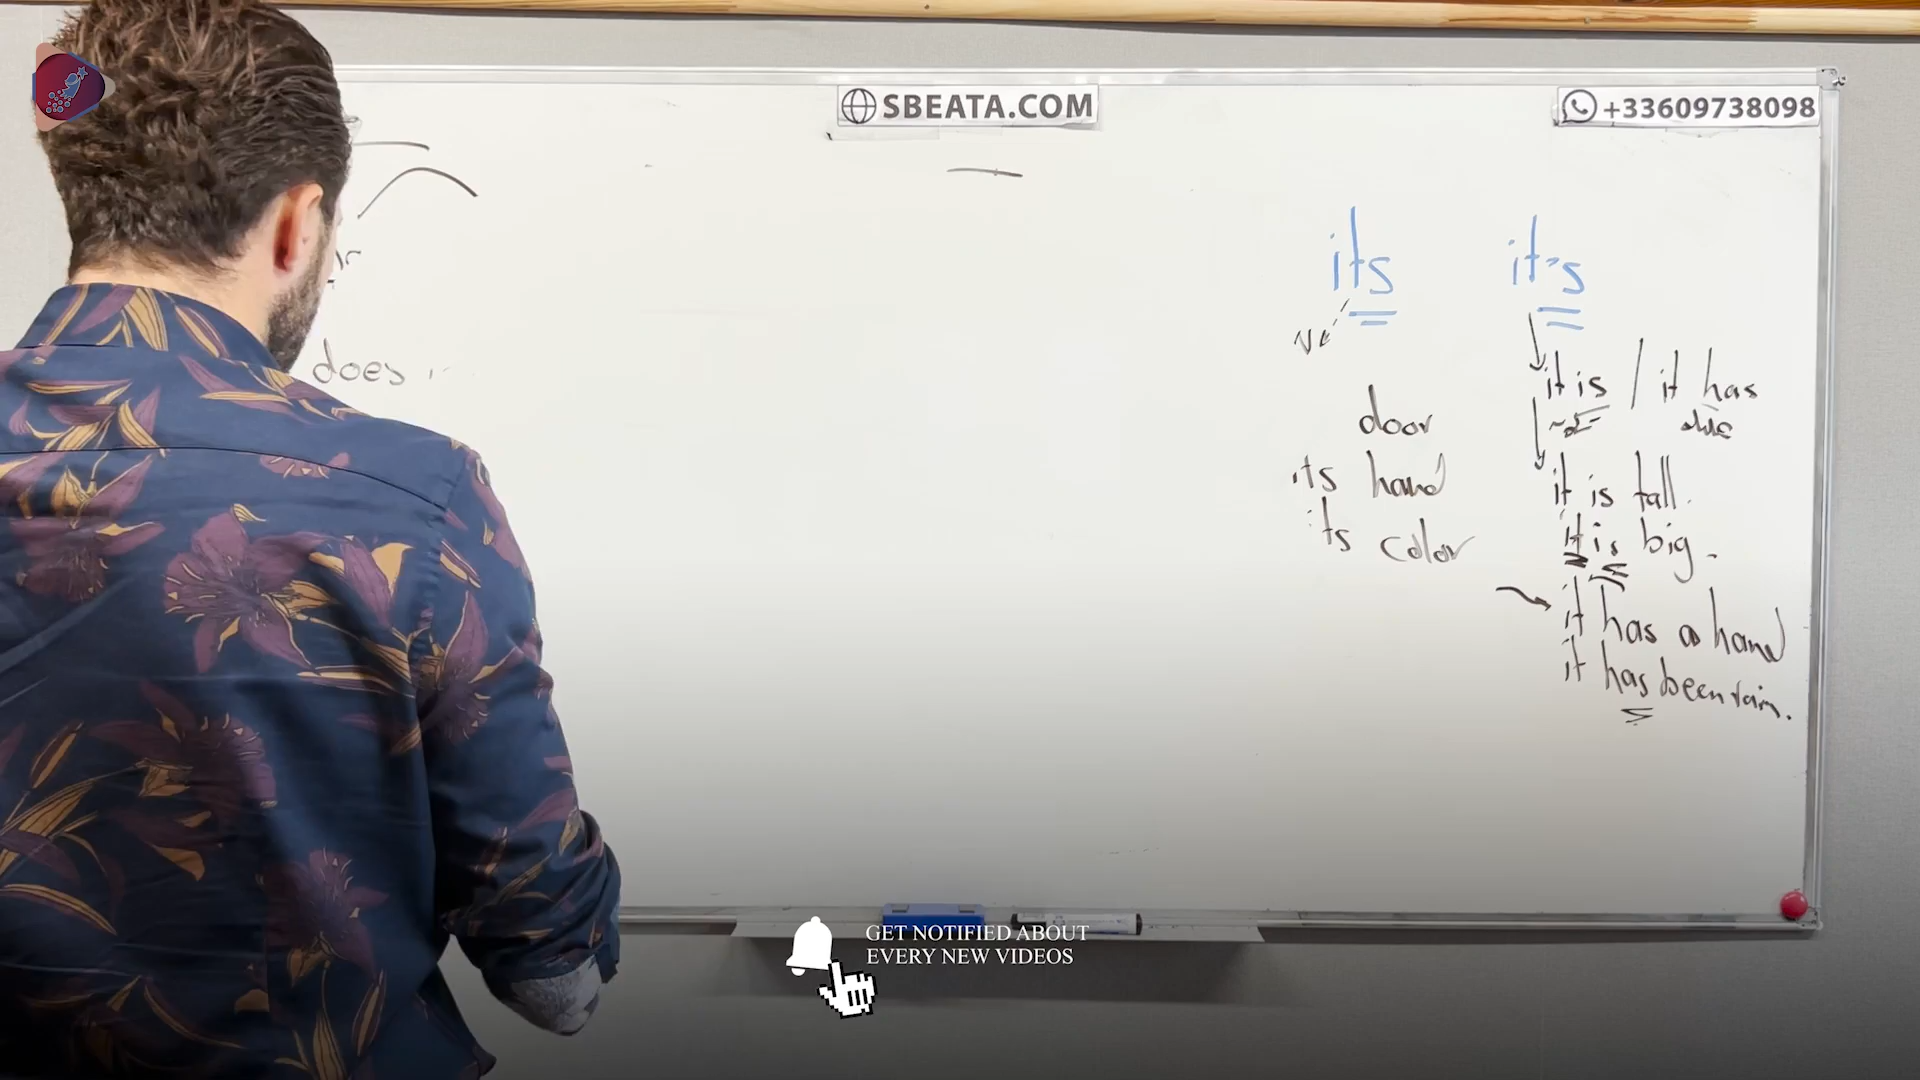 SBEATA.COM
+33609738098
its it's
does
it is / it has
door
its hand
its color
it is tall.
it is big.
it has a hand
it has been rain.
GET NOTIFIED ABOUT
EVERY NEW VIDEOS